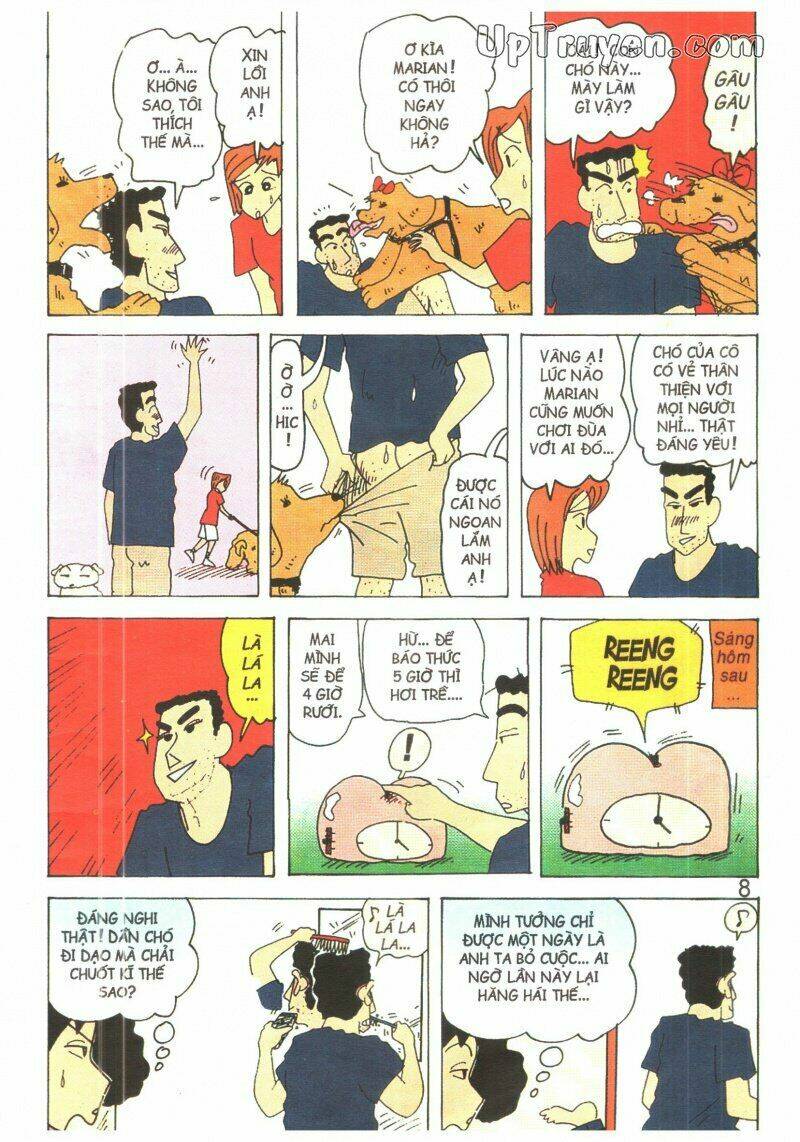 UpTruyen.com
GÂU
GÂU
!
CÁI CON
CHÓ NÀY...
MÀY LÀM
GÌ VẬY?
Ơ KÌA
MARIAN!
CÓ THÔI
NGAY
KHÔNG
HẢ?
XIN
LỖI
ANH
Ạ!
Ơ... À...
KHÔNG
SAO, TÔI
THÍCH
THẾ MÀ...
CHÓ CỦA CÔ
CÓ VẺ THÂN
THIỆN VỚI
MỌI NGƯỜI
NHỈ... THẬT
ĐÁNG YÊU!
VÂNG Ạ!
LÚC NÀO
MARIAN
CŨNG MUỐN
CHƠI ĐÙA
VỚI AI ĐÓ...
ĐƯỢC
CÁI NÓ
NGOAN
LẮM
ANH
Ạ!
Ờ
Ờ
...
HIC
!
LÀ
LÁ
LA
...
Sáng
hôm
sau
...
REENG
REENG
HỪ... ĐỂ
BÁO THỨC
5 GIỜ THÌ
HƠI TRỄ....
MAI
MÌNH
SẼ ĐỂ
4 GIỜ
RƯỠI.
!
8
MÌNH TƯỞNG CHỈ
ĐƯỢC MỘT NGÀY LÀ
ANH TA BỎ CUỘC... AI
NGỜ LẦN NÀY LẠI
HĂNG HÁI THẾ...
LÀ
LÁ LA
LA...
ĐÁNG NGHI
THẬT! DẪN CHÓ
ĐI DẠO MÀ CHẢI
CHUỐT KĨ THẾ
SAO?